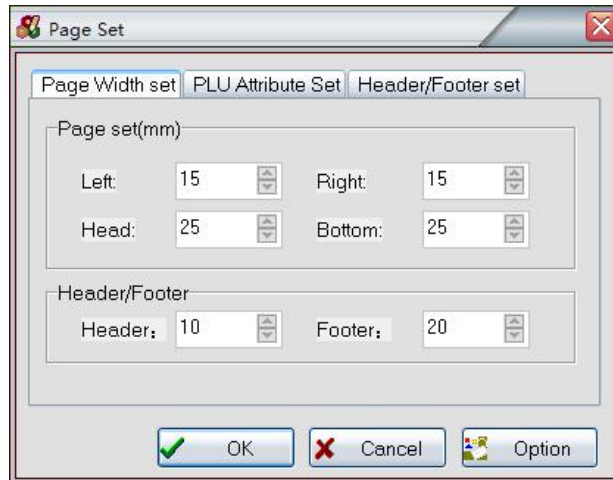 Page Set
Page Width set PLU Attribute Set Header/Footer set
Page set(mm)
Left: 15 Right: 15
Head: 25 Bottom: 25
Header/Footer
Header: 10 Footer: 20
OK Cancel Option